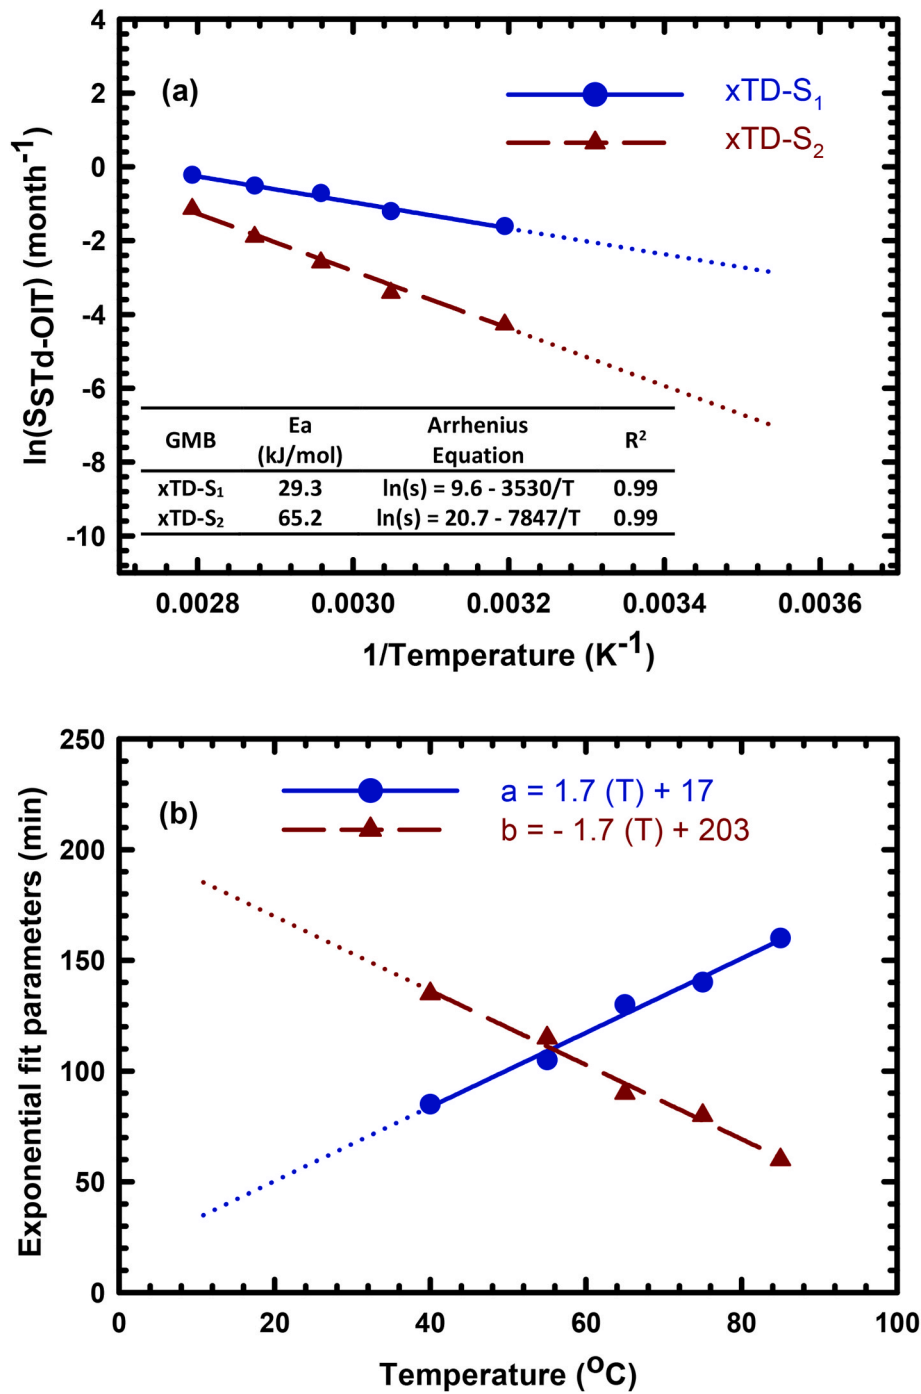 4
2
0
-2
-4
-6
-8
-10
ln(SSTd-OIT) (month-1)
(a)
xTD-S1
xTD-S2
GMB Ea (kJ/mol) Arrhenius Equation R2
xTD-S1 29.3 ln(s) = 9.6 - 3530/T 0.99
xTD-S2 65.2 ln(s) = 20.7 - 7847/T 0.99
0.0028 0.0030 0.0032 0.0034 0.0036
1/Temperature (K-1)
250
200
150
100
50
0
Exponential fit parameters (min)
(b)
a = 1.7 (T) + 17
b = - 1.7 (T) + 203
0 20 40 60 80 100
Temperature (oC)